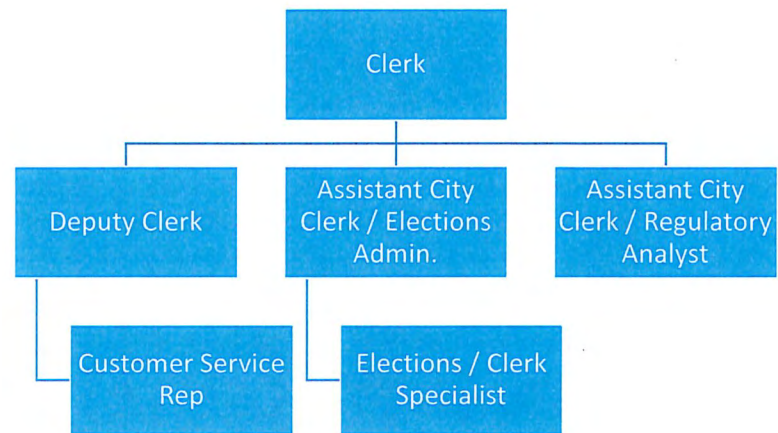 Clerk
Deputy Clerk
Assistant City
Clerk / Elections
Admin.
Assistant City
Clerk / Regulatory
Analyst
Customer Service
Rep
Elections / Clerk
Specialist